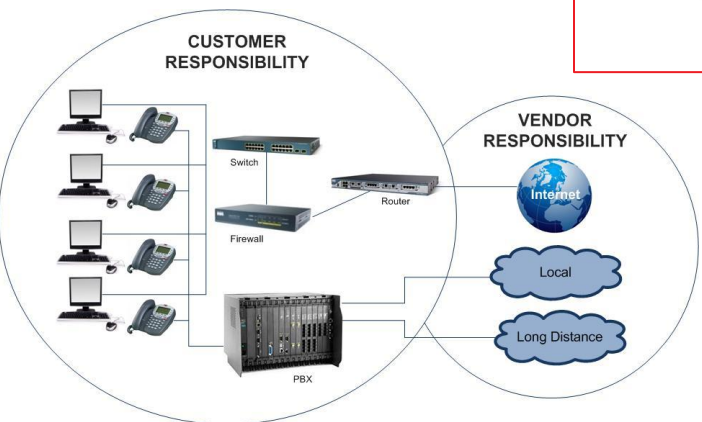 CUSTOMER
RESPONSIBILITY
VENDOR
RESPONSIBILITY
Switch
Router
Internet
Firewall
Local
Long Distance
PBX